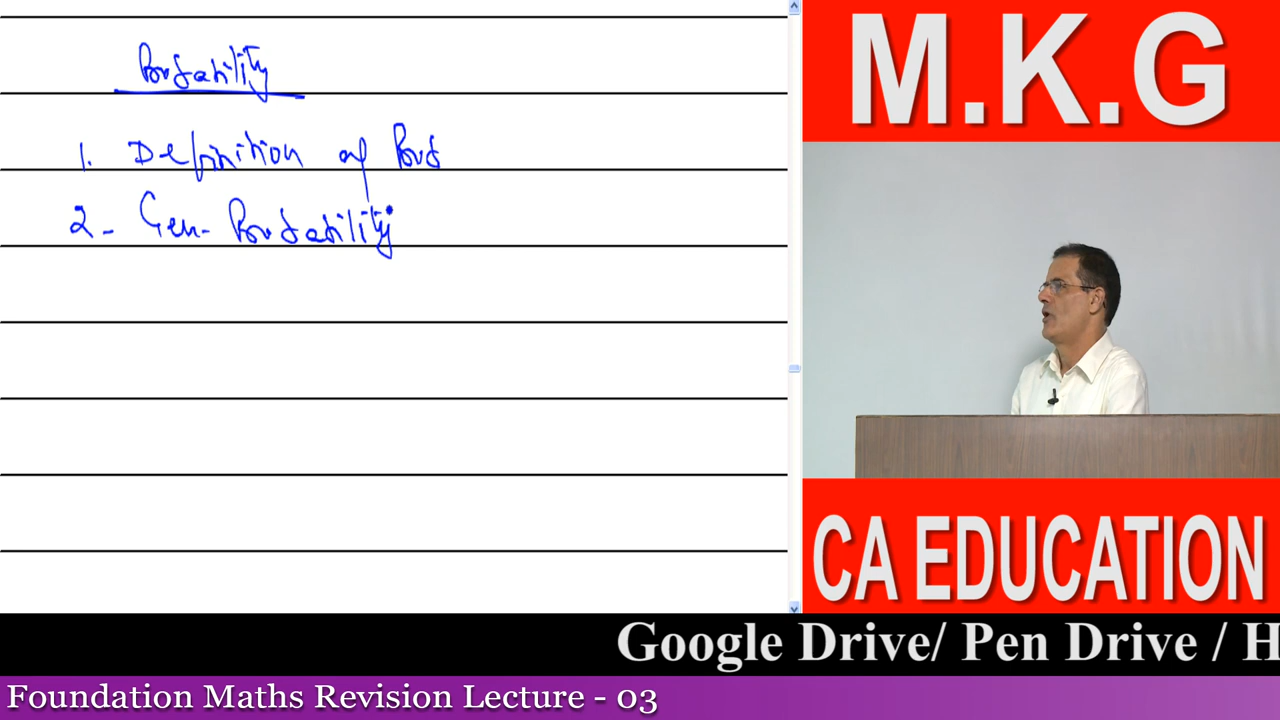 Probability
1. Definition of Prob
2- Gen- Probability
M.K.G
CA EDUCATION
Google Drive/ Pen Drive / H
Foundation Maths Revision Lecture - 03